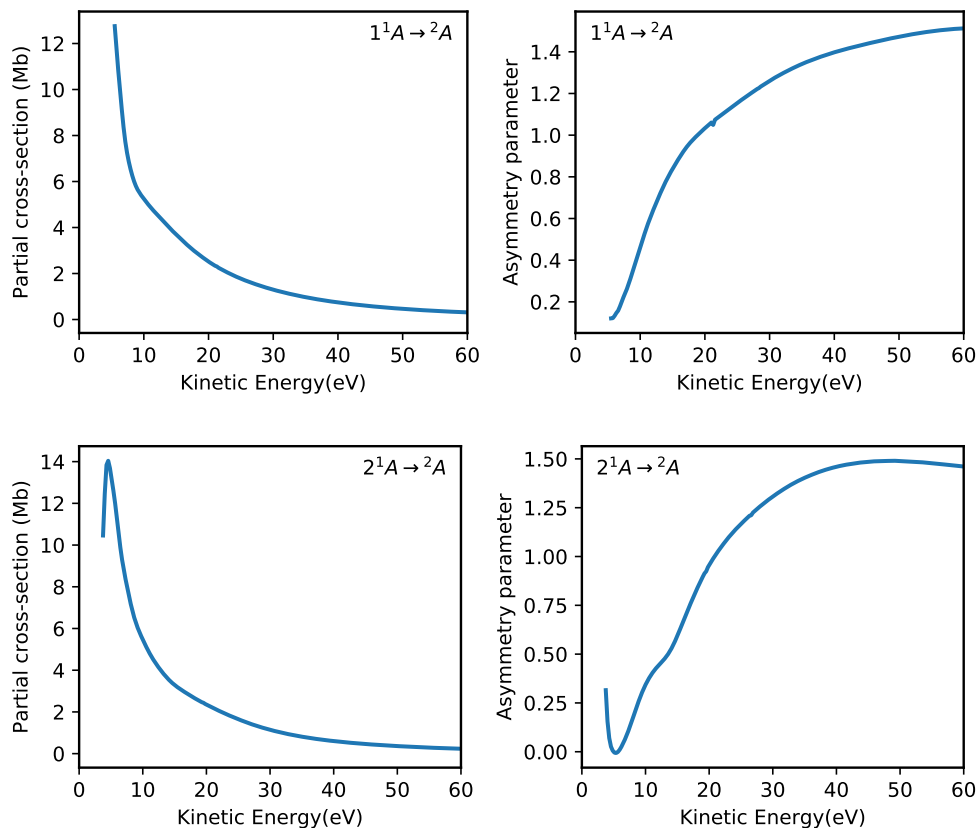 1¹A → ²A
Partial cross-section (Mb)
12
10
8
6
4
2
0
0 10 20 30 40 50 60
Kinetic Energy(eV)
1¹A → ²A
Asymmetry parameter
1.4
1.2
1.0
0.8
0.6
0.4
0.2
0 10 20 30 40 50 60
Kinetic Energy(eV)
2¹A → ²A
Partial cross-section (Mb)
14
12
10
8
6
4
2
0
0 10 20 30 40 50 60
Kinetic Energy(eV)
2¹A → ²A
Asymmetry parameter
1.50
1.25
1.00
0.75
0.50
0.25
0.00
0 10 20 30 40 50 60
Kinetic Energy(eV)